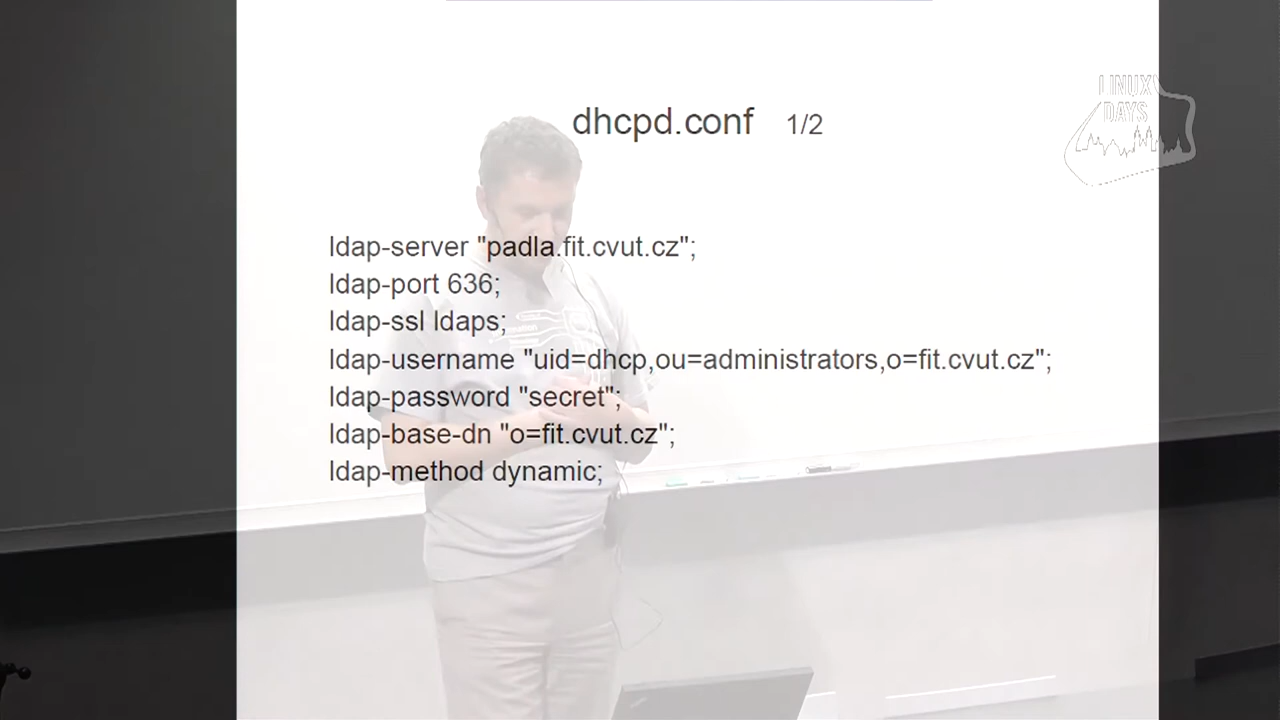 dhcpd.conf 1/2
LINUX
DAYS
ldap-server "padla.fit.cvut.cz";
ldap-port 636;
ldap-ssl ldaps;
ldap-username "uid=dhcp,ou=administrators,o=fit.cvut.cz";
ldap-password "secret";
ldap-base-dn "o=fit.cvut.cz";
ldap-method dynamic;